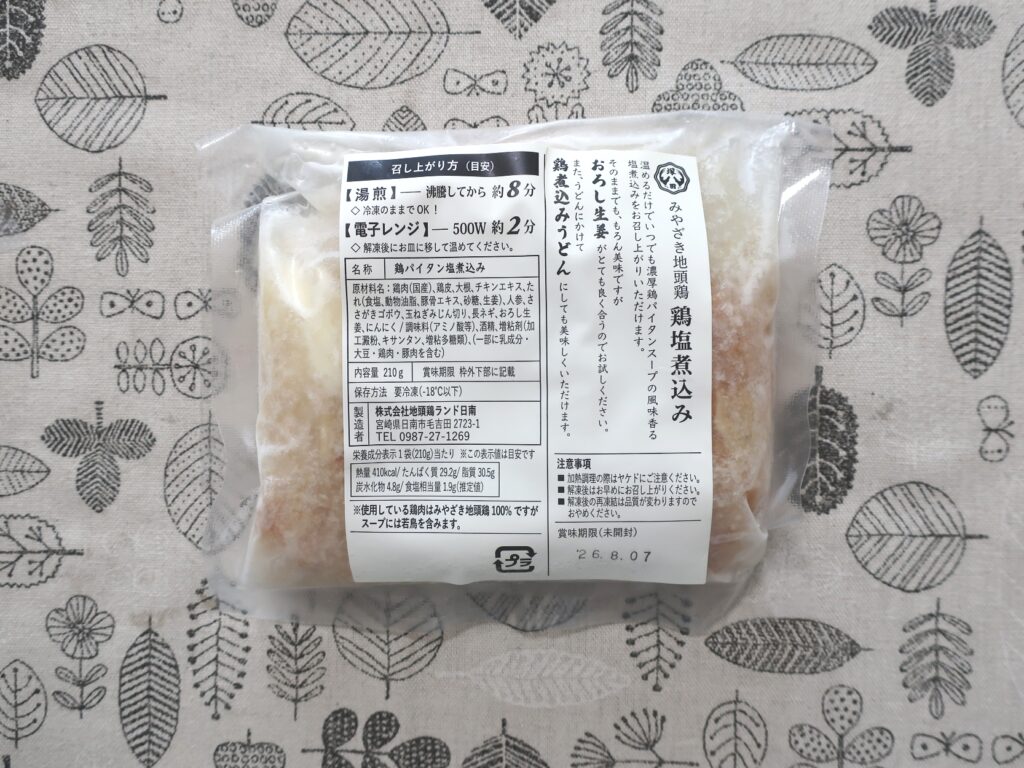 召し上がり方（目安）
【湯煎】― 沸騰してから 約8分
◇冷凍のままでOK！
【電子レンジ】― 500W 約2分
◇解凍後にお皿に移して温めてください。
名称 鶏パイタン塩煮込み
原材料名：鶏肉(国産)、鶏皮、大根、チキンエキス、た
れ(食塩、動物油脂、豚骨エキス、砂糖、生姜)、人参、さ
さがきゴボウ、玉ねぎみじん切り、長ネギ、おろし生
姜、にんにく/調味料(アミノ酸等)、酒精、増粘剤(加
工澱粉、キサンタン、増粘多糖類)、(一部に乳成分・
大豆・鶏肉・豚肉を含む)
内容量 210g 賞味期限 枠外下部に記載
保存方法 要冷凍(-18℃以下)
製造者 株式会社地頭鶏ランド日南
宮崎県日南市毛吉田 2723-1
TEL 0987-27-1269
栄養成分表示1袋(210g)当たり ※この表示値は目安です
熱量 410kcal/たんぱく質 29.2g/脂質 30.5g
炭水化物 4.8g/食塩相当量 1.9g(推定値)
※使用している鶏肉はみやざき地頭鶏100%ですが
スープには若鳥を含みます。
プラ
みやざき地頭鶏 鶏塩煮込み
温めるだけでいつでも濃厚鶏パイタンスープの風味香る
塩煮込みをお召し上がりいただけます。
そのままでも、もろん美味ですが
おろし生姜がとても良く合うのでお試しください。
また、うどんにかけて
鶏煮込みうどんにしても美味しくいただけます。
注意事項
■加熱調理の際はヤケドにご注意ください。
■解凍後はお早めにお召し上がりください。
■解凍後の再凍結は品質が変わりますので
おやめください。
賞味期限(未開封)
'26.8.07